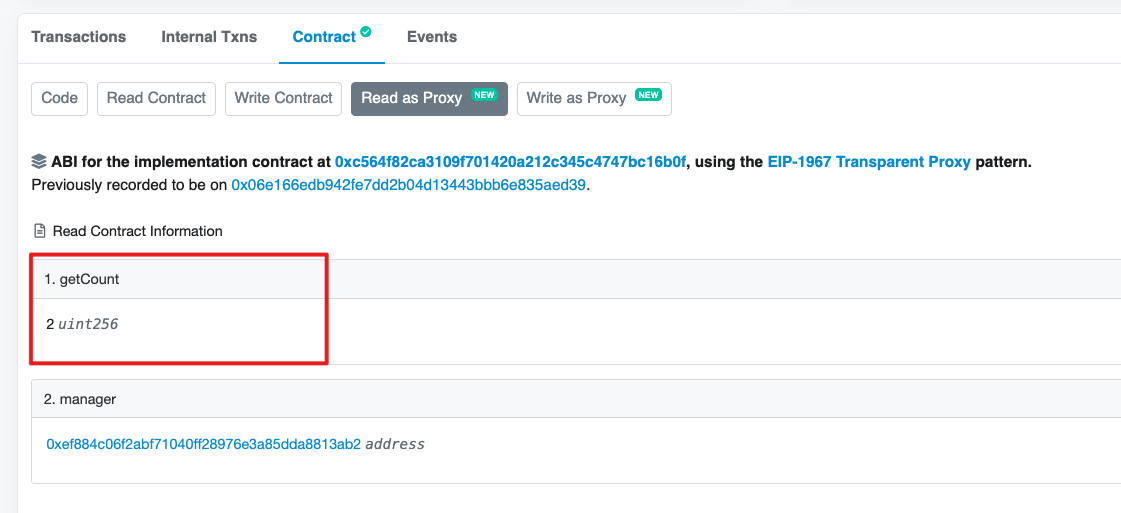 Transactions Internal Txns Contract Events
Code Read Contract Write Contract Read as Proxy NEW Write as Proxy NEW
ABI for the implementation contract at 0xc564f82ca3109f701420a212c345c4747bc16b0f, using the EIP-1967 Transparent Proxy pattern.
Previously recorded to be on 0x06e166edb942fe7dd2b04d13443bbb6e835aed39.
Read Contract Information
1. getCount
2 uint256
2. manager
0xef884c06f2abf71040ff28976e3a85dda8813ab2 address